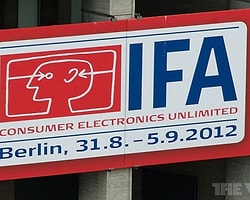 IFA
CONSUMER ELECTRONICS UNLIMITED
Berlin, 31.8. – 5.9.2012